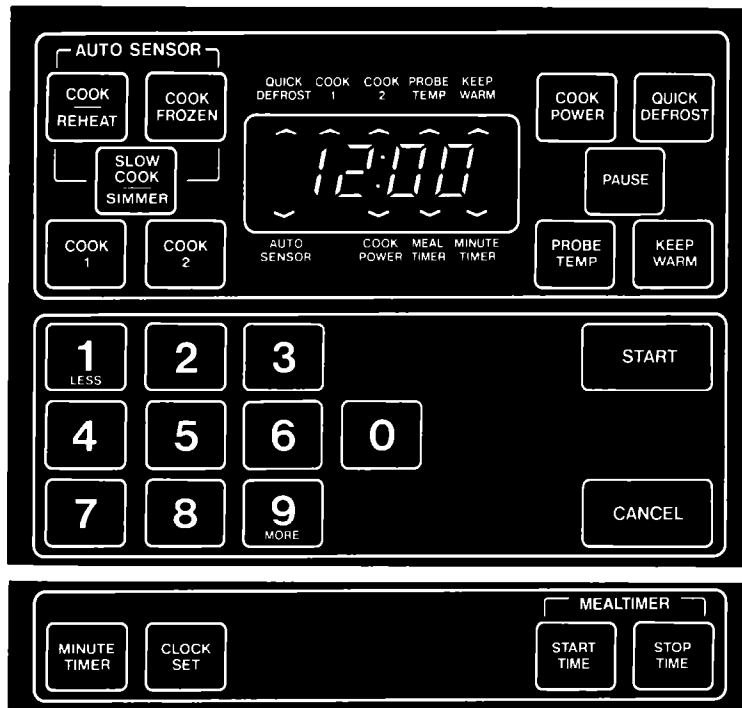 AUTO SENSOR
COOK
REHEAT
COOK
FROZEN
SLOW
COOK
SIMMER
COOK
1
COOK
2
QUICK
DEFROST
COOK
1
COOK
2
PROBE
TEMP
KEEP
WARM
12:00
AUTO
SENSOR
COOK
POWER
MEAL
TIMER
MINUTE
TIMER
COOK
POWER
QUICK
DEFROST
PAUSE
PROBE
TEMP
KEEP
WARM
1
LESS
2
3
4
5
6
0
7
8
9
MORE
START
CANCEL
MINUTE
TIMER
CLOCK
SET
MEALTIMER
START
TIME
STOP
TIME